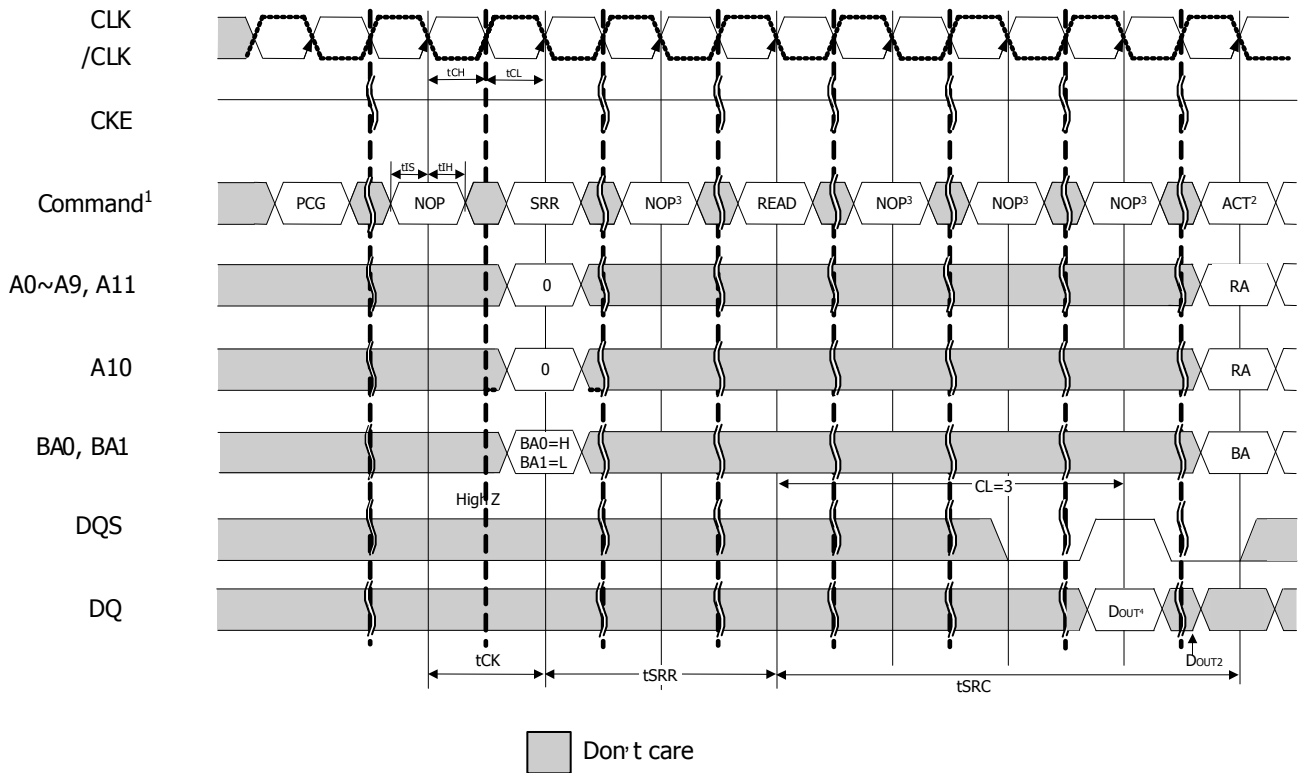 CLK
/CLK
tCH
tCL
CKE
tIS
tIH
Command1
PCG
NOP
SRR
NOP3
READ
NOP3
NOP3
NOP3
ACT2
A0~A9, A11
0
RA
A10
0
RA
BA0, BA1
BA0=H
BA1=L
BA
High Z
CL=3
DQS
DQ
DOUT4
DOUT2
tCK
tSRR
tSRC
Don't care